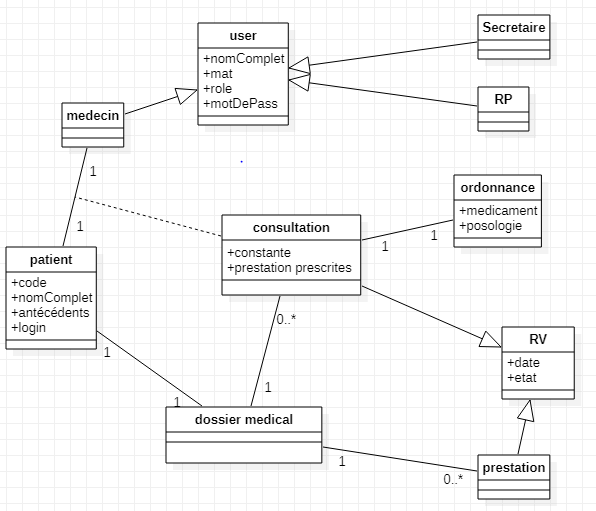 user
+nomComplet
+mat
+role
+motDePass
Secretaire
RP
medecin
1
1
ordonnance
+medicament
+posologie
consultation
+constante
+prestation prescrites
1
1
patient
+code
+nomComplet
+antécédents
+login
0..*
RV
+date
+etat
1
1
1
dossier medical
1
0..*
prestation